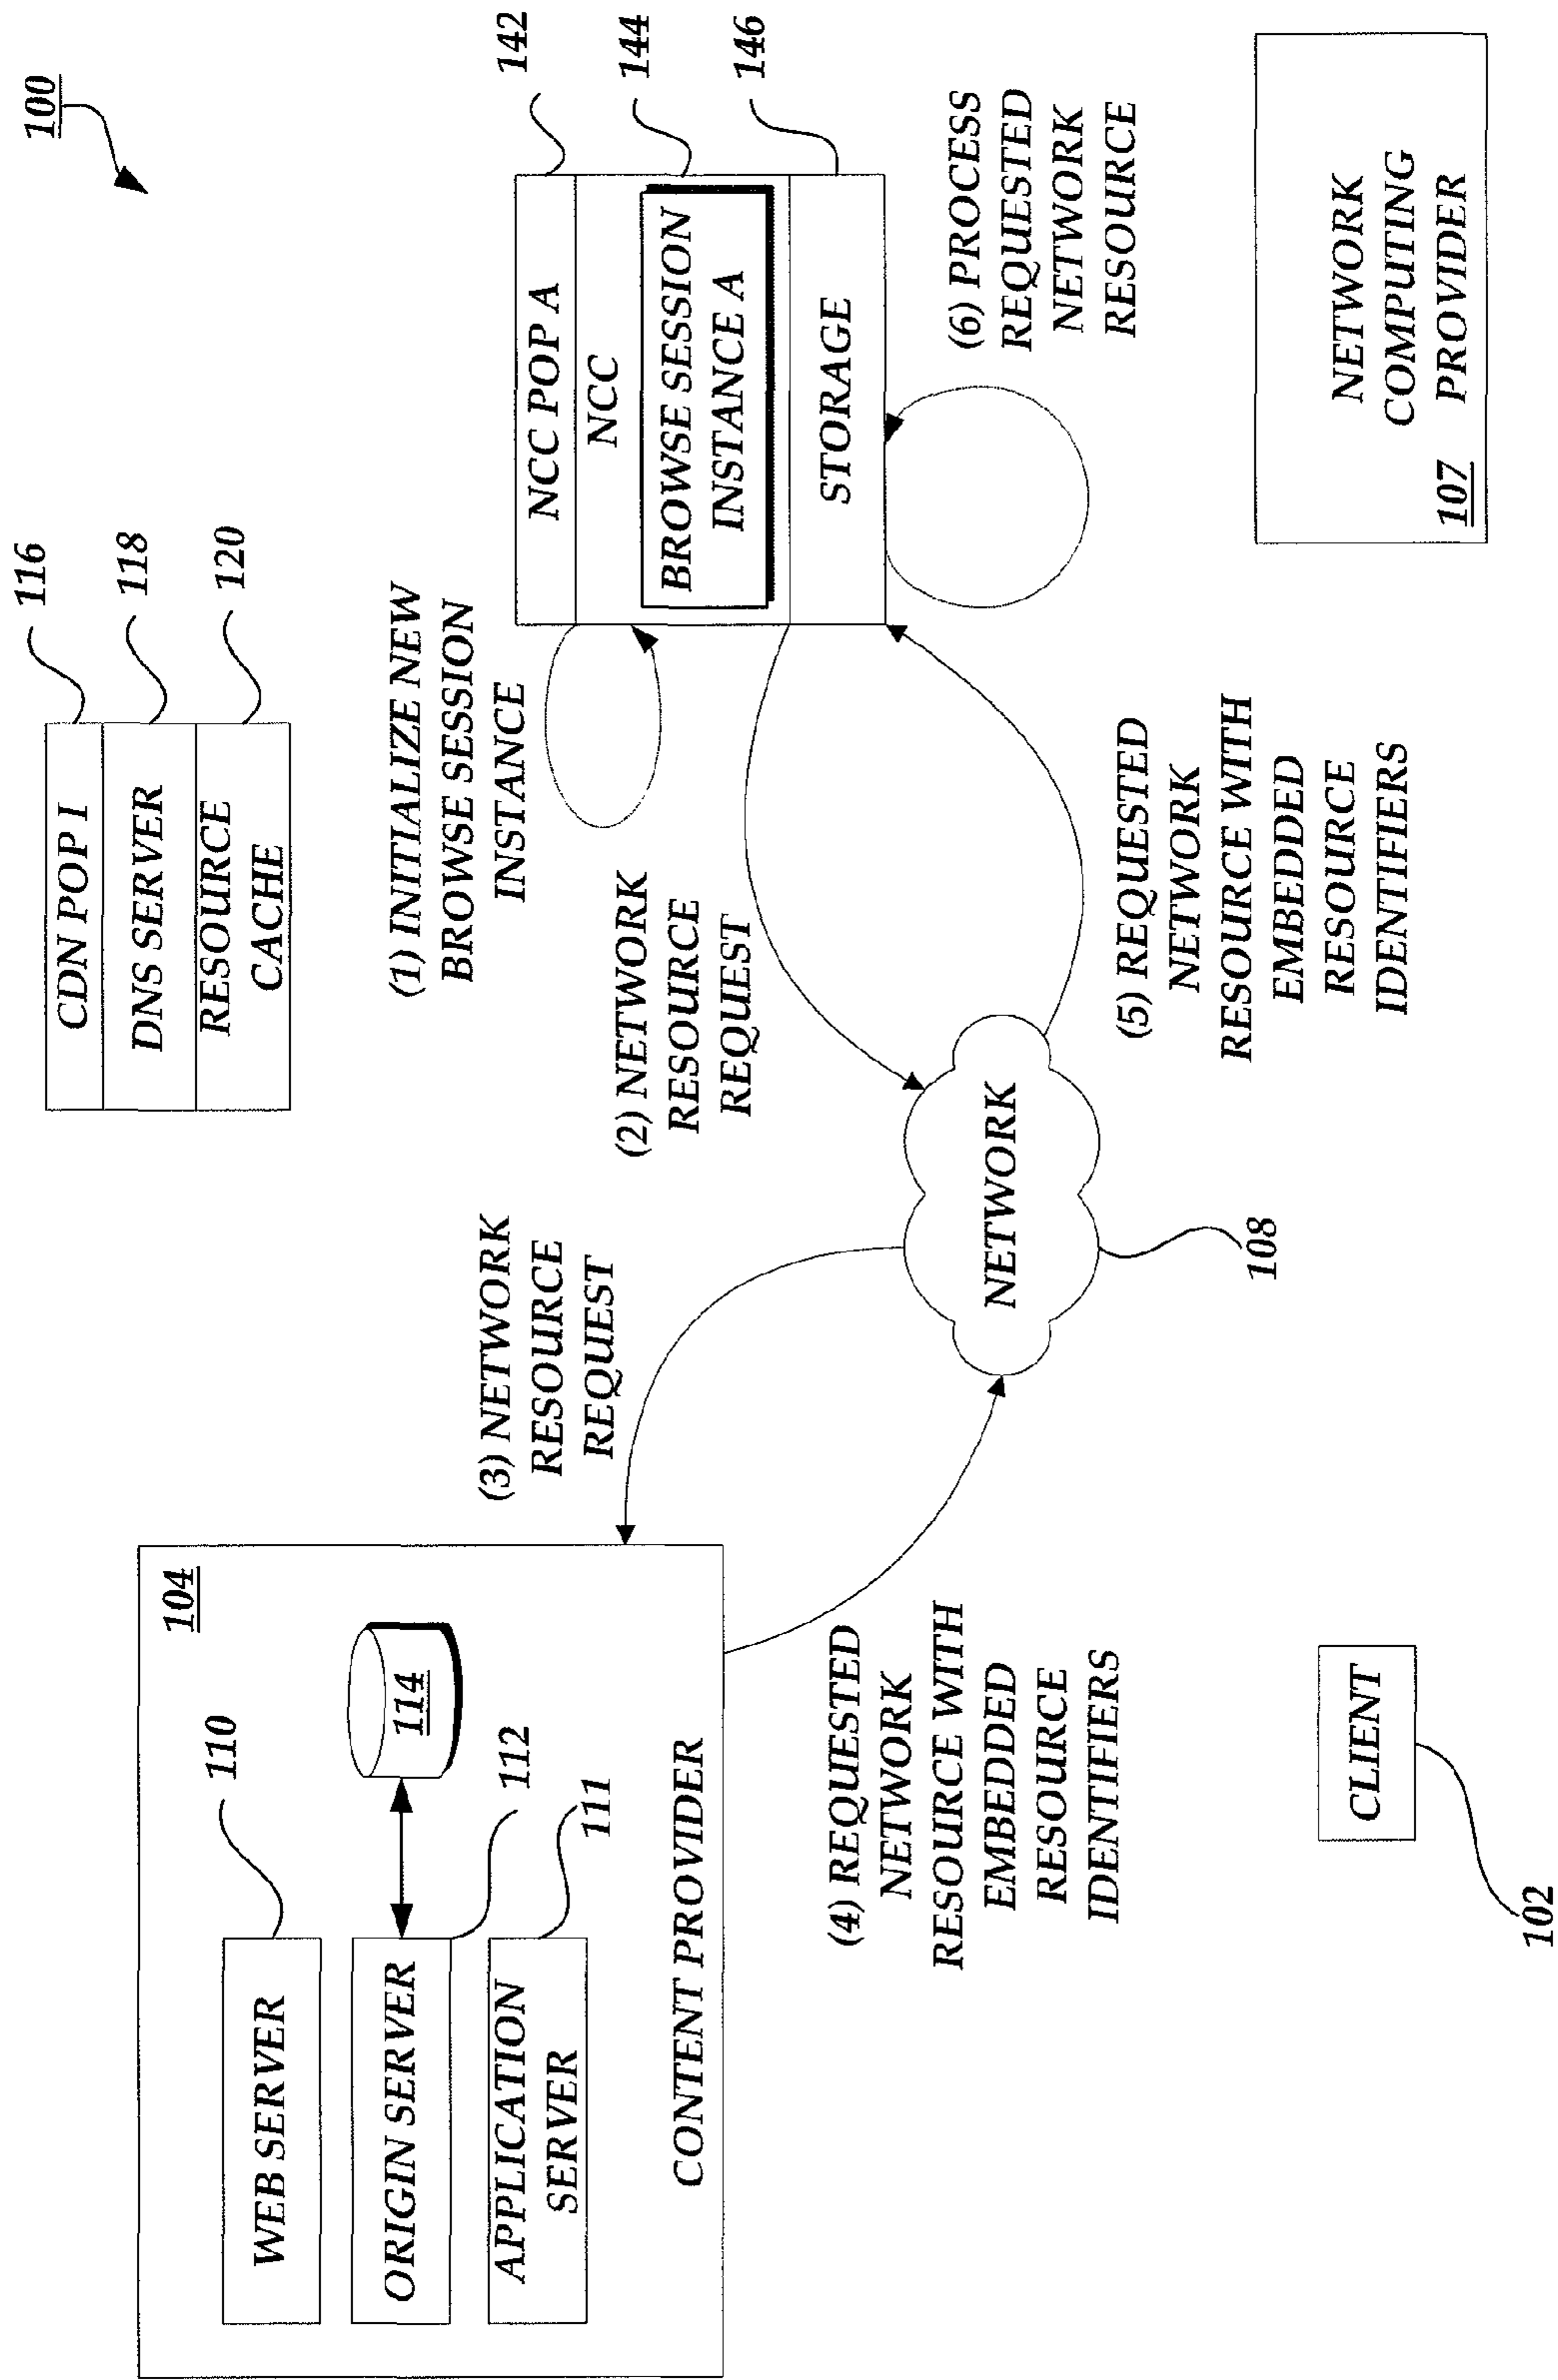 100
104
110
WEB SERVER
ORIGIN SERVER
114
112
APPLICATION
SERVER
111
CONTENT PROVIDER
CDN POP I
DNS SERVER
RESOURCE
CACHE
116
118
120
(1) INITIALIZE NEW
BROWSE SESSION
INSTANCE
NCC POP A
NCC
BROWSE SESSION
INSTANCE A
STORAGE
142
144
146
(2) NETWORK
RESOURCE
REQUEST
(3) NETWORK
RESOURCE
REQUEST
NETWORK
108
(4) REQUESTED
NETWORK
RESOURCE WITH
EMBEDDED
RESOURCE
IDENTIFIERS
(5) REQUESTED
NETWORK
RESOURCE WITH
EMBEDDED
RESOURCE
IDENTIFIERS
(6) PROCESS
REQUESTED
NETWORK
RESOURCE
CLIENT
102
NETWORK
COMPUTING
PROVIDER
107